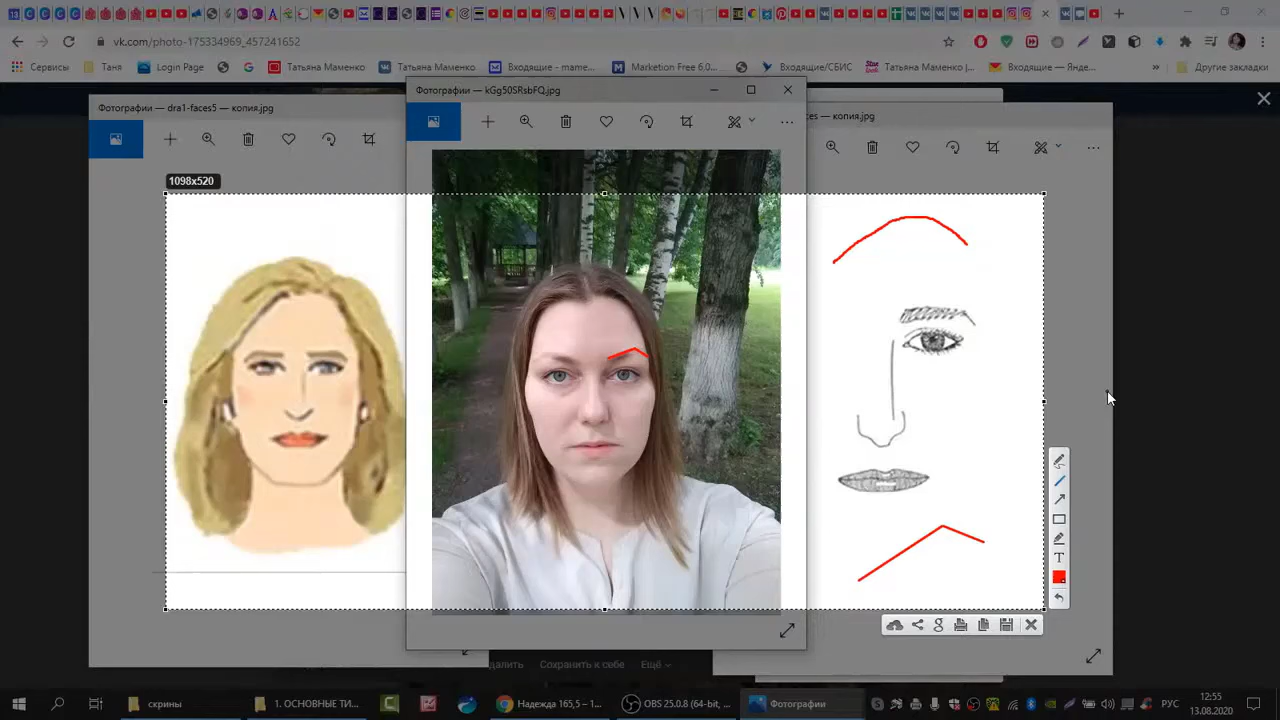 vk.com/photo-175334969_457241652
Сервисы
Таня
Login Page
Татьяна Маменко
Татьяна Маменко
Входящие - mame...
Marketion Free 6.0...
Входящие/СБИС
Татьяна Маменко
Входящие — Янде...
»
Другие закладки
Фотографии — kGg50SRsbFQ.jpg
Фотографии — dra1-faces5 — копия.jpg
ces — копия.jpg
1098x520
T
далить
Сохранить к себе
Ещё
скрины
1. ОСНОВНЫЕ ТИ...
Надежда 165,5 – 1...
OBS 25.0.8 (64-bit, ...
Фотографии
РУС
12:55
13.08.2020